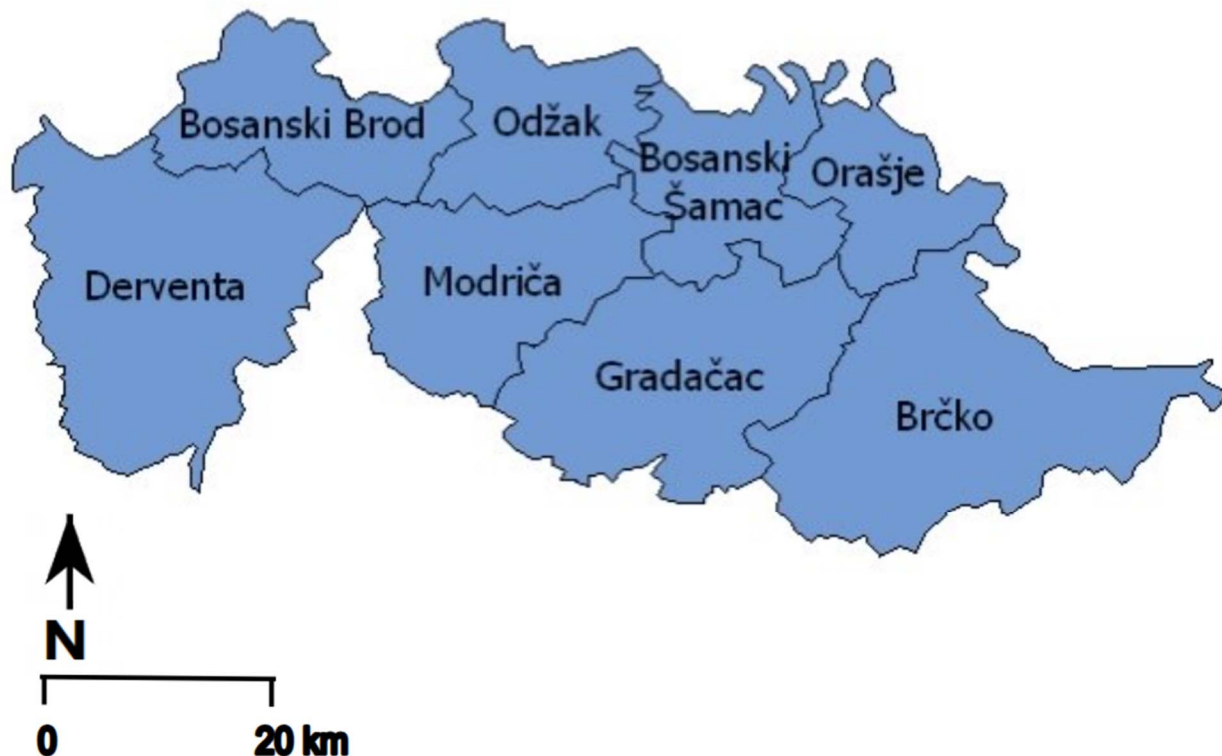 Bosanski Brod
Odžak
Bosanski
Šamac
Orašje
Derventa
Modriča
Gradačac
Brčko
N
0 20 km